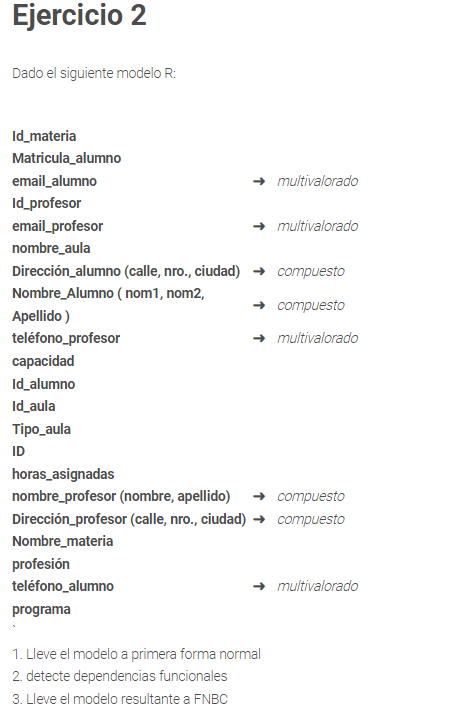 Ejercicio 2
Dado el siguiente modelo R:
Id_materia
Matricula_alumno
email_alumno → multivalorado
Id_profesor
email_profesor → multivalorado
nombre_aula
Dirección_alumno (calle, nro., ciudad) → compuesto
Nombre_Alumno ( nom1, nom2,
Apellido ) → compuesto
teléfono_profesor → multivalorado
capacidad
Id_alumno
Id_aula
Tipo_aula
ID
horas_asignadas
nombre_profesor (nombre, apellido) → compuesto
Dirección_profesor (calle, nro., ciudad) → compuesto
Nombre_materia
profesión
teléfono_alumno → multivalorado
programa
`
1. Lleve el modelo a primera forma normal
2. detecte dependencias funcionales
3. Lleve el modelo resultante a FNBC